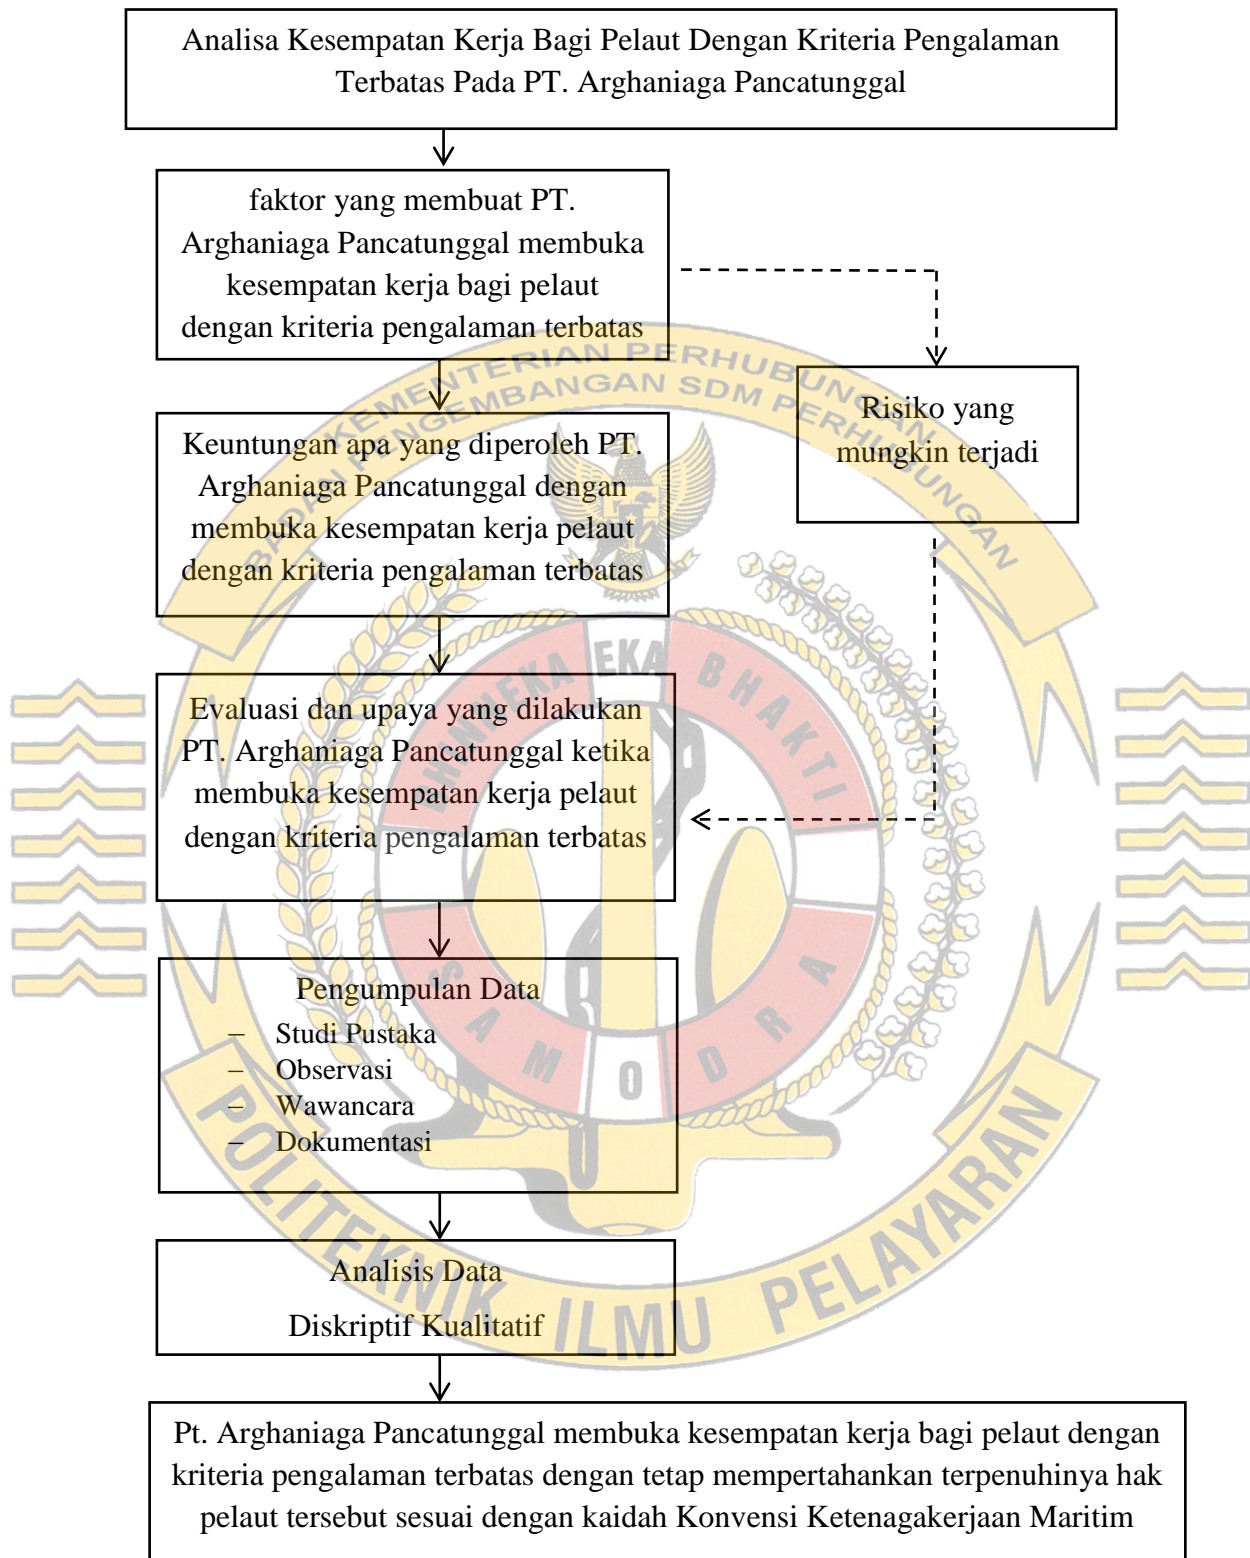 Analisa Kesempatan Kerja Bagi Pelaut Dengan Kriteria Pengalaman
Terbatas Pada PT. Arghaniaga Pancatunggal
faktor yang membuat PT.
Arghaniaga Pancatunggal membuka
kesempatan kerja bagi pelaut
dengan kriteria pengalaman terbatas
Risiko yang
mungkin terjadi
Keuntungan apa yang diperoleh PT.
Arghaniaga Pancatunggal dengan
membuka kesempatan kerja pelaut
dengan kriteria pengalaman terbatas
Evaluasi dan upaya yang dilakukan
PT. Arghaniaga Pancatunggal ketika
membuka kesempatan kerja pelaut
dengan kriteria pengalaman terbatas
Pengumpulan Data
– Studi Pustaka
– Observasi
– Wawancara
– Dokumentasi
Analisis Data
Diskriptif Kualitatif
Pt. Arghaniaga Pancatunggal membuka kesempatan kerja bagi pelaut dengan
kriteria pengalaman terbatas dengan tetap mempertahankan terpenuhinya hak
pelaut tersebut sesuai dengan kaidah Konvensi Ketenagakerjaan Maritim
KEMENTERIAN PERHUBUNGAN
BADAN PENGEMBANGAN SDM PERHUBUNGAN
BHINNEKA EKA BHAKTI
SAMODRA
POLITEKNIK ILMU PELAYARAN